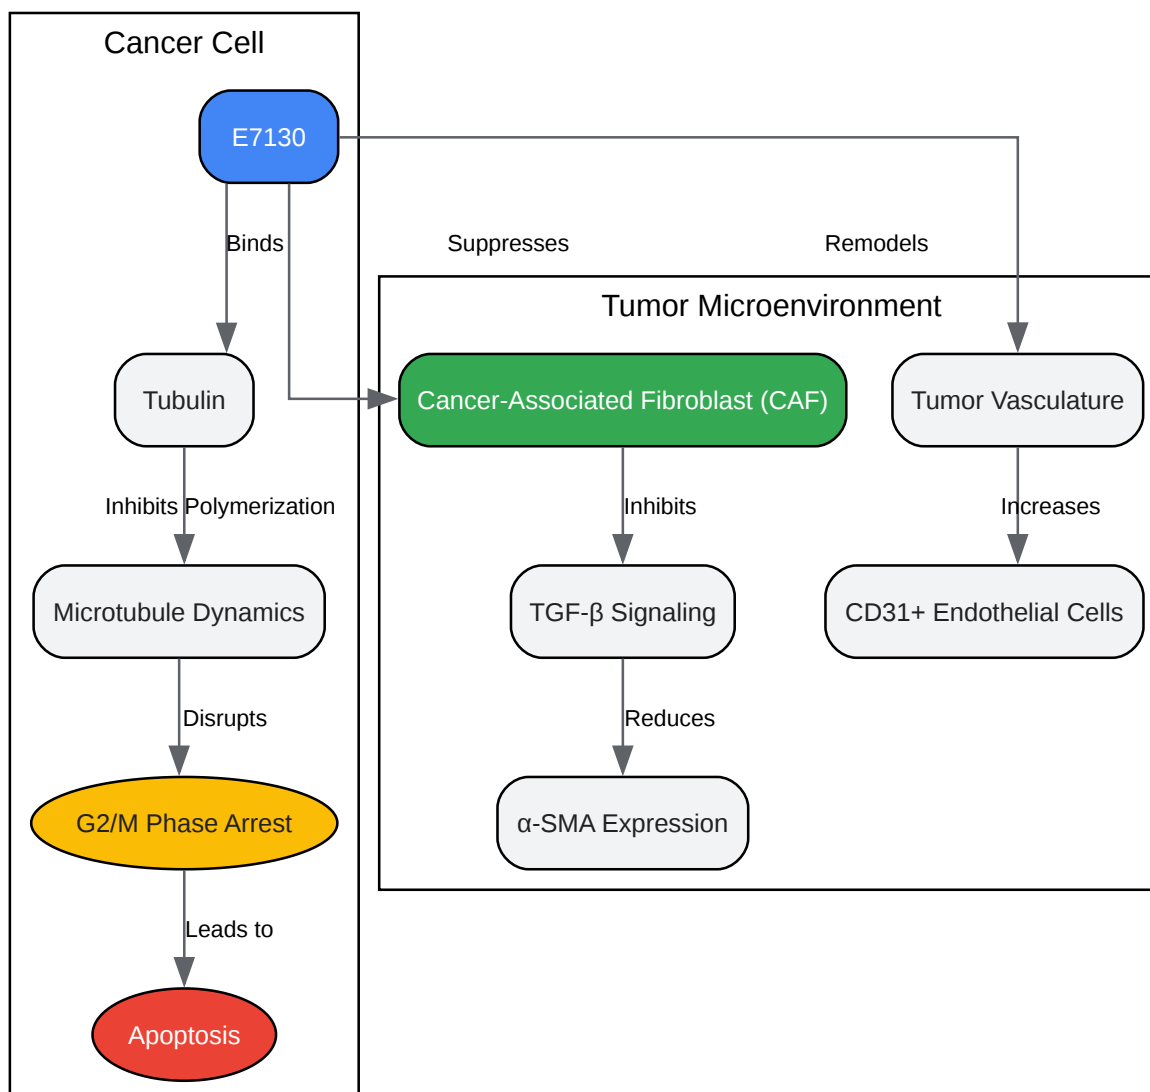 Cancer Cell
E7130
Binds
Suppresses
Remodels
Tumor Microenvironment
Tubulin
Cancer-Associated Fibroblast (CAF)
Tumor Vasculature
Inhibits Polymerization
Inhibits
Increases
Microtubule Dynamics
TGF-β Signaling
CD31+ Endothelial Cells
Disrupts
Reduces
G2/M Phase Arrest
α-SMA Expression
Leads to
Apoptosis